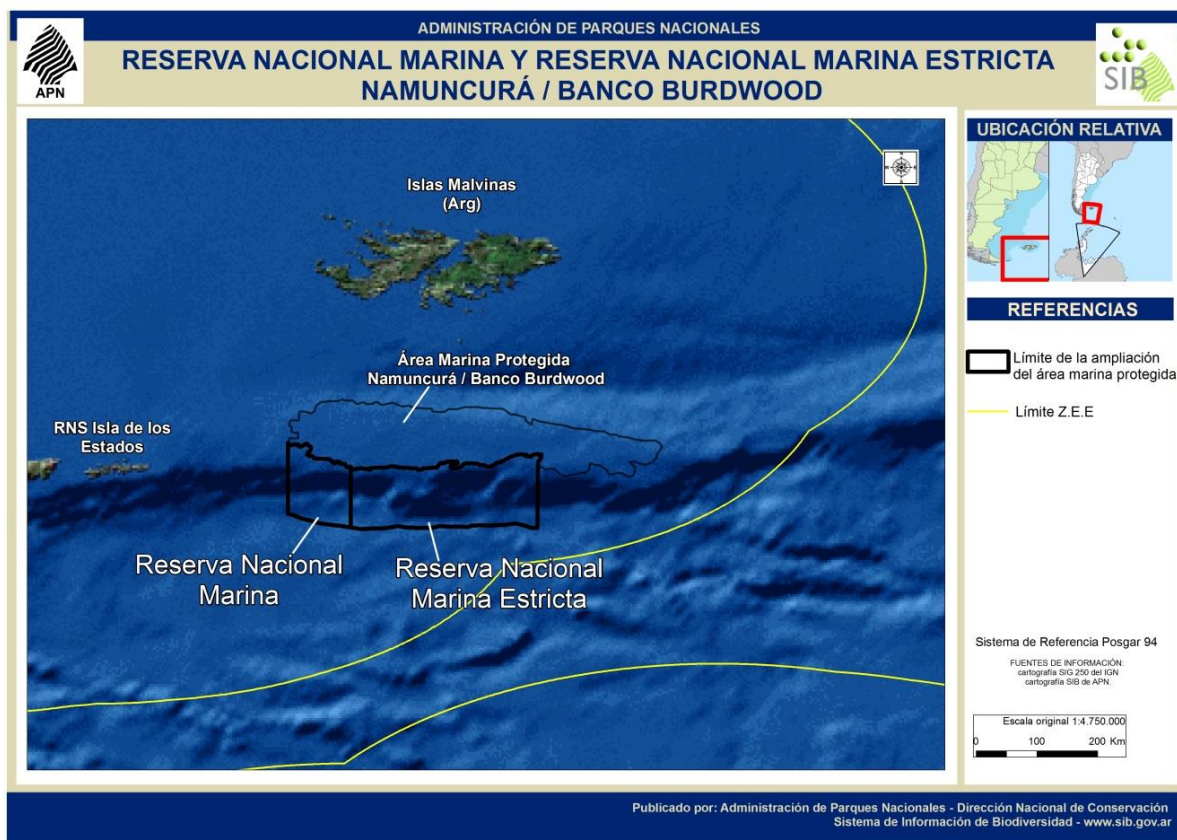 ADMINISTRACIÓN DE PARQUES NACIONALES
RESERVA NACIONAL MARINA Y RESERVA NACIONAL MARINA ESTRICTA
NAMUNCURÁ / BANCO BURDWOOD
APN
SIB
Islas Malvinas
(Arg)
Área Marina Protegida
Namuncurá / Banco Burdwood
RNS Isla de los
Estados
Reserva Nacional
Marina
Reserva Nacional
Marina Estricta
UBICACIÓN RELATIVA
REFERENCIAS
Límite de la ampliación
del área marina protegida
Límite Z.E.E
Sistema de Referencia Posgar 94
FUENTES DE INFORMACIÓN:
cartografía SIG 250 del IGN
cartografía SIB de APN.
Escala original 1:4.750.000
0 100 200 Km
Publicado por: Administración de Parques Nacionales - Dirección Nacional de Conservación
Sistema de Información de Biodiversidad - www.sib.gov.ar